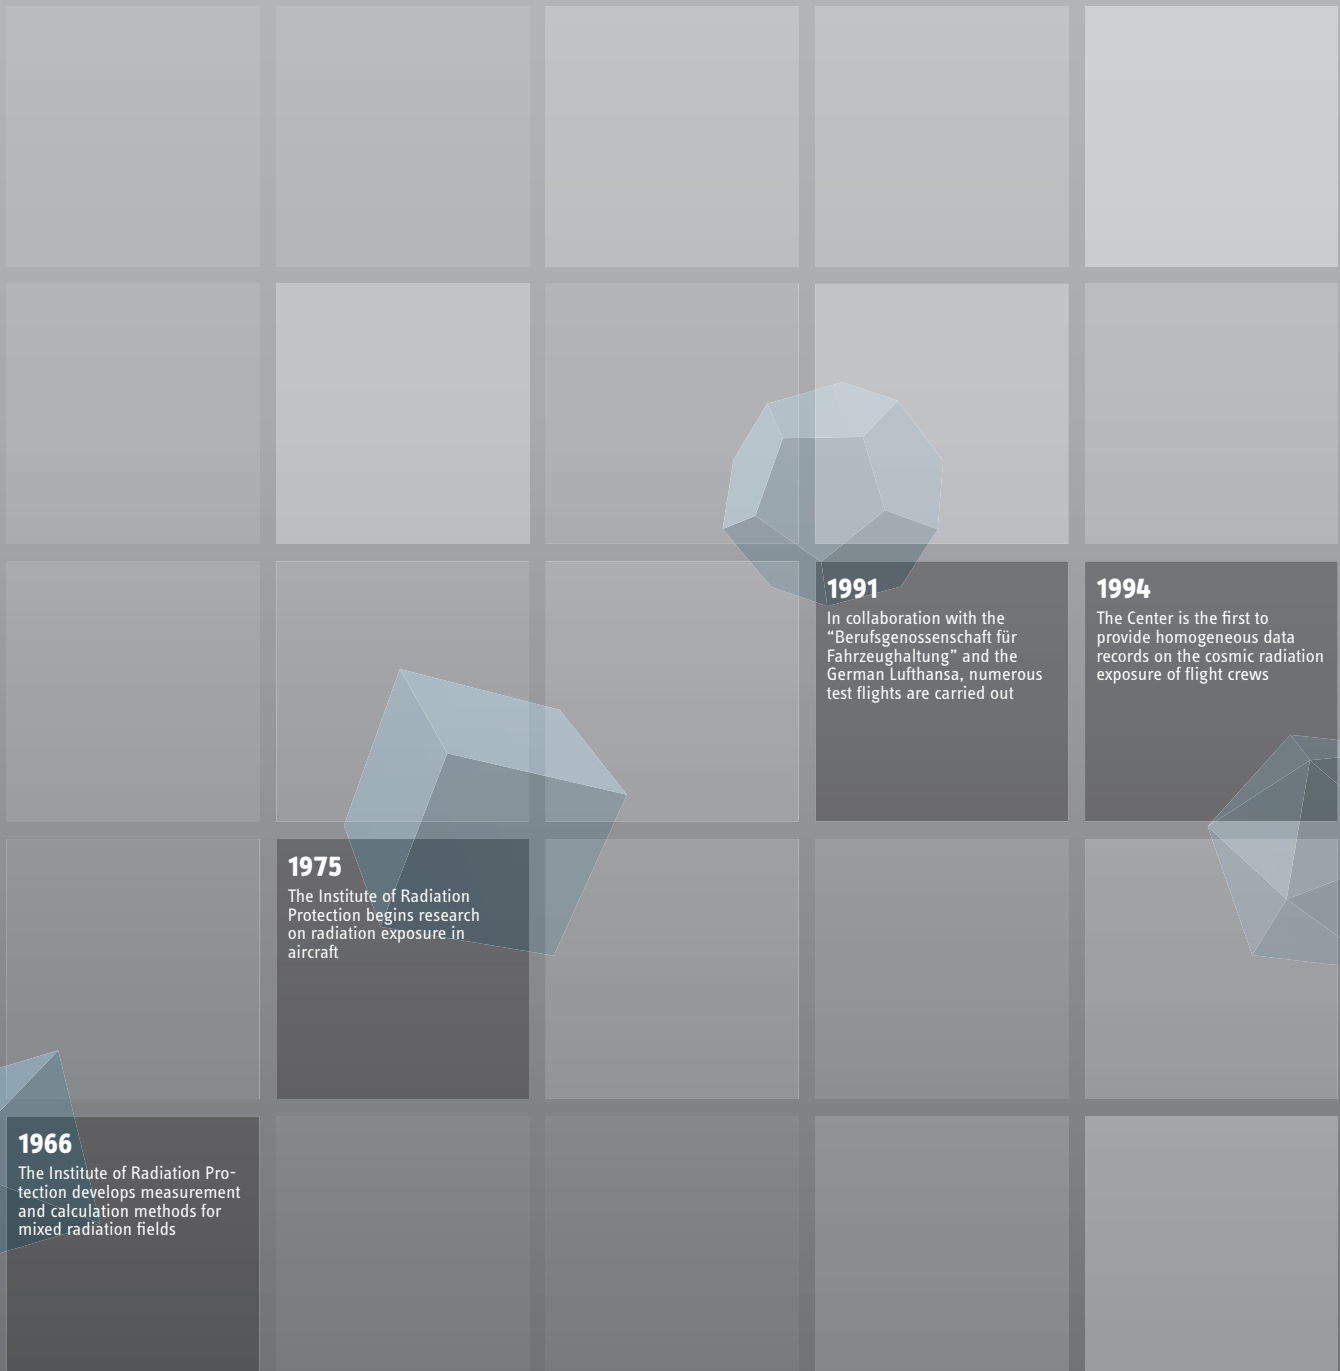 1991
In collaboration with the
“Berufsgenossenschaft für
Fahrzeughaltung” and the
German Lufthansa, numerous
test flights are carried out
1994
The Center is the first to
provide homogeneous data
records on the cosmic radiation
exposure of flight crews
1975
The Institute of Radiation
Protection begins research
on radiation exposure in
aircraft
1966
The Institute of Radiation Pro-
tection develops measurement
and calculation methods for
mixed radiation fields